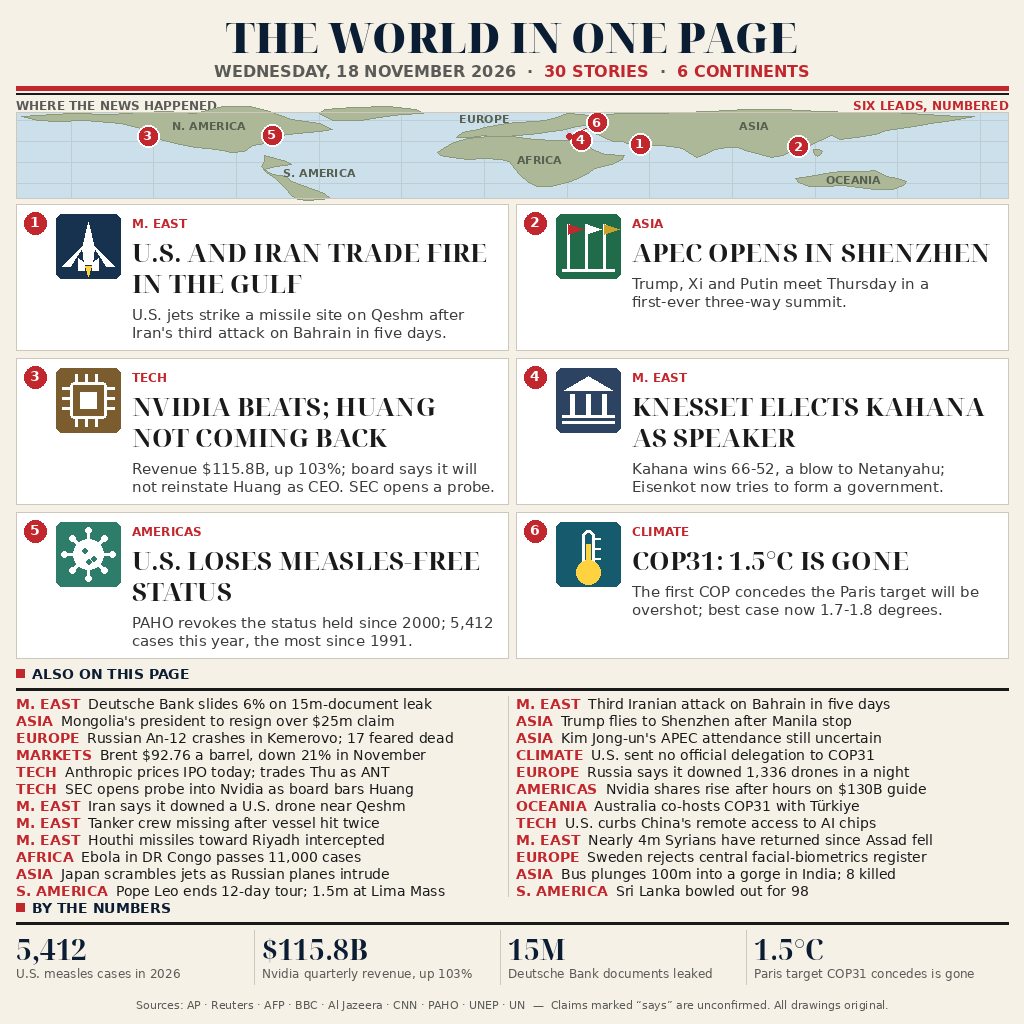 THE WORLD IN ONE PAGE
WEDNESDAY, 18 NOVEMBER 2026 · 30 STORIES · 6 CONTINENTS
WHERE THE NEWS HAPPENED
SIX LEADS, NUMBERED
N. AMERICA
S. AMERICA
EUROPE
AFRICA
ASIA
OCEANIA
3
5
6
4
1
2
1
M. EAST
U.S. AND IRAN TRADE FIRE
IN THE GULF
U.S. jets strike a missile site on Qeshm after
Iran's third attack on Bahrain in five days.
2
ASIA
APEC OPENS IN SHENZHEN
Trump, Xi and Putin meet Thursday in a
first-ever three-way summit.
3
TECH
NVIDIA BEATS; HUANG
NOT COMING BACK
Revenue $115.8B, up 103%; board says it will
not reinstate Huang as CEO. SEC opens a probe.
4
M. EAST
KNESSET ELECTS KAHANA
AS SPEAKER
Kahana wins 66-52, a blow to Netanyahu;
Eisenkot now tries to form a government.
5
AMERICAS
U.S. LOSES MEASLES-FREE
STATUS
PAHO revokes the status held since 2000; 5,412
cases this year, the most since 1991.
6
CLIMATE
COP31: 1.5°C IS GONE
The first COP concedes the Paris target will be
overshot; best case now 1.7-1.8 degrees.
ALSO ON THIS PAGE
M. EAST Deutsche Bank slides 6% on 15m-document leak
ASIA Mongolia's president to resign over $25m claim
EUROPE Russian An-12 crashes in Kemerovo; 17 feared dead
MARKETS Brent $92.76 a barrel, down 21% in November
TECH Anthropic prices IPO today; trades Thu as ANT
TECH SEC opens probe into Nvidia as board bars Huang
M. EAST Iran says it downed a U.S. drone near Qeshm
M. EAST Tanker crew missing after vessel hit twice
M. EAST Houthi missiles toward Riyadh intercepted
AFRICA Ebola in DR Congo passes 11,000 cases
ASIA Japan scrambles jets as Russian planes intrude
S. AMERICA Pope Leo ends 12-day tour; 1.5m at Lima Mass
M. EAST Third Iranian attack on Bahrain in five days
ASIA Trump flies to Shenzhen after Manila stop
ASIA Kim Jong-un's APEC attendance still uncertain
CLIMATE U.S. sent no official delegation to COP31
EUROPE Russia says it downed 1,336 drones in a night
AMERICAS Nvidia shares rise after hours on $130B guide
OCEANIA Australia co-hosts COP31 with Türkiye
TECH U.S. curbs China's remote access to AI chips
M. EAST Nearly 4m Syrians have returned since Assad fell
EUROPE Sweden rejects central facial-biometrics register
ASIA Bus plunges 100m into a gorge in India; 8 killed
S. AMERICA Sri Lanka bowled out for 98
BY THE NUMBERS
5,412
U.S. measles cases in 2026
$115.8B
Nvidia quarterly revenue, up 103%
15M
Deutsche Bank documents leaked
1.5°C
Paris target COP31 concedes is gone
Sources: AP · Reuters · AFP · BBC · Al Jazeera · CNN · PAHO · UNEP · UN — Claims marked “says” are unconfirmed. All drawings original.